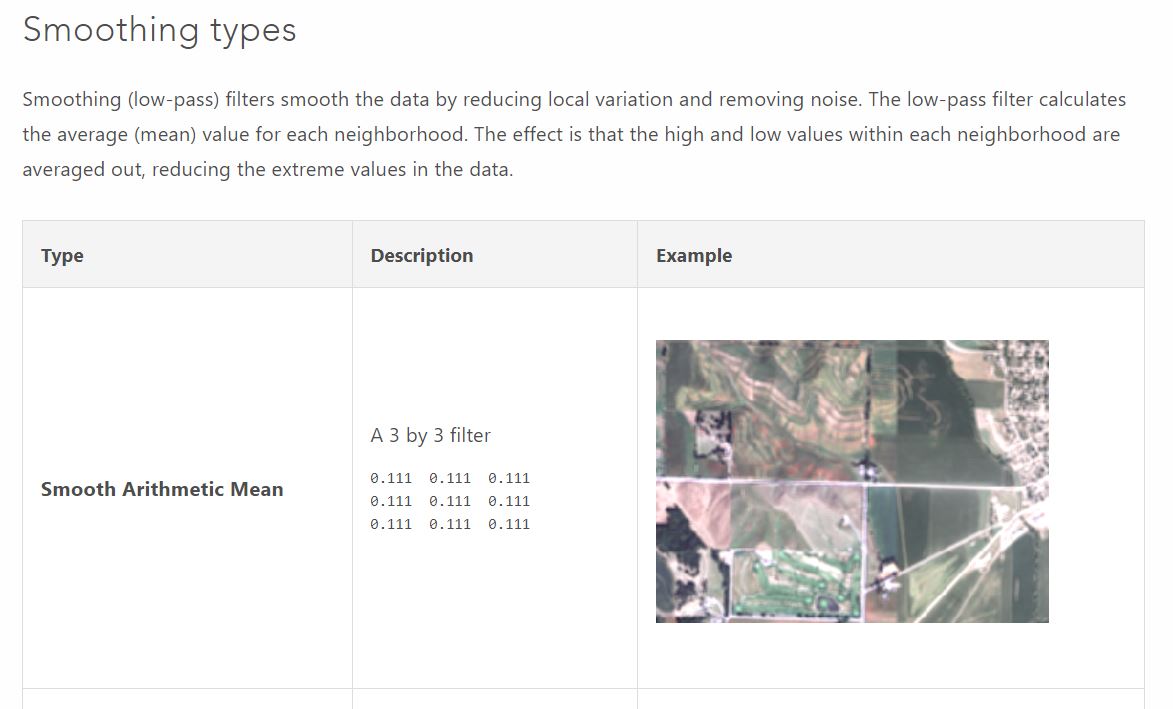 Smoothing types
Smoothing (low-pass) filters smooth the data by reducing local variation and removing noise. The low-pass filter calculates
the average (mean) value for each neighborhood. The effect is that the high and low values within each neighborhood are
averaged out, reducing the extreme values in the data.
Type Description Example
Smooth Arithmetic Mean
A 3 by 3 filter
0.111 0.111 0.111
0.111 0.111 0.111
0.111 0.111 0.111